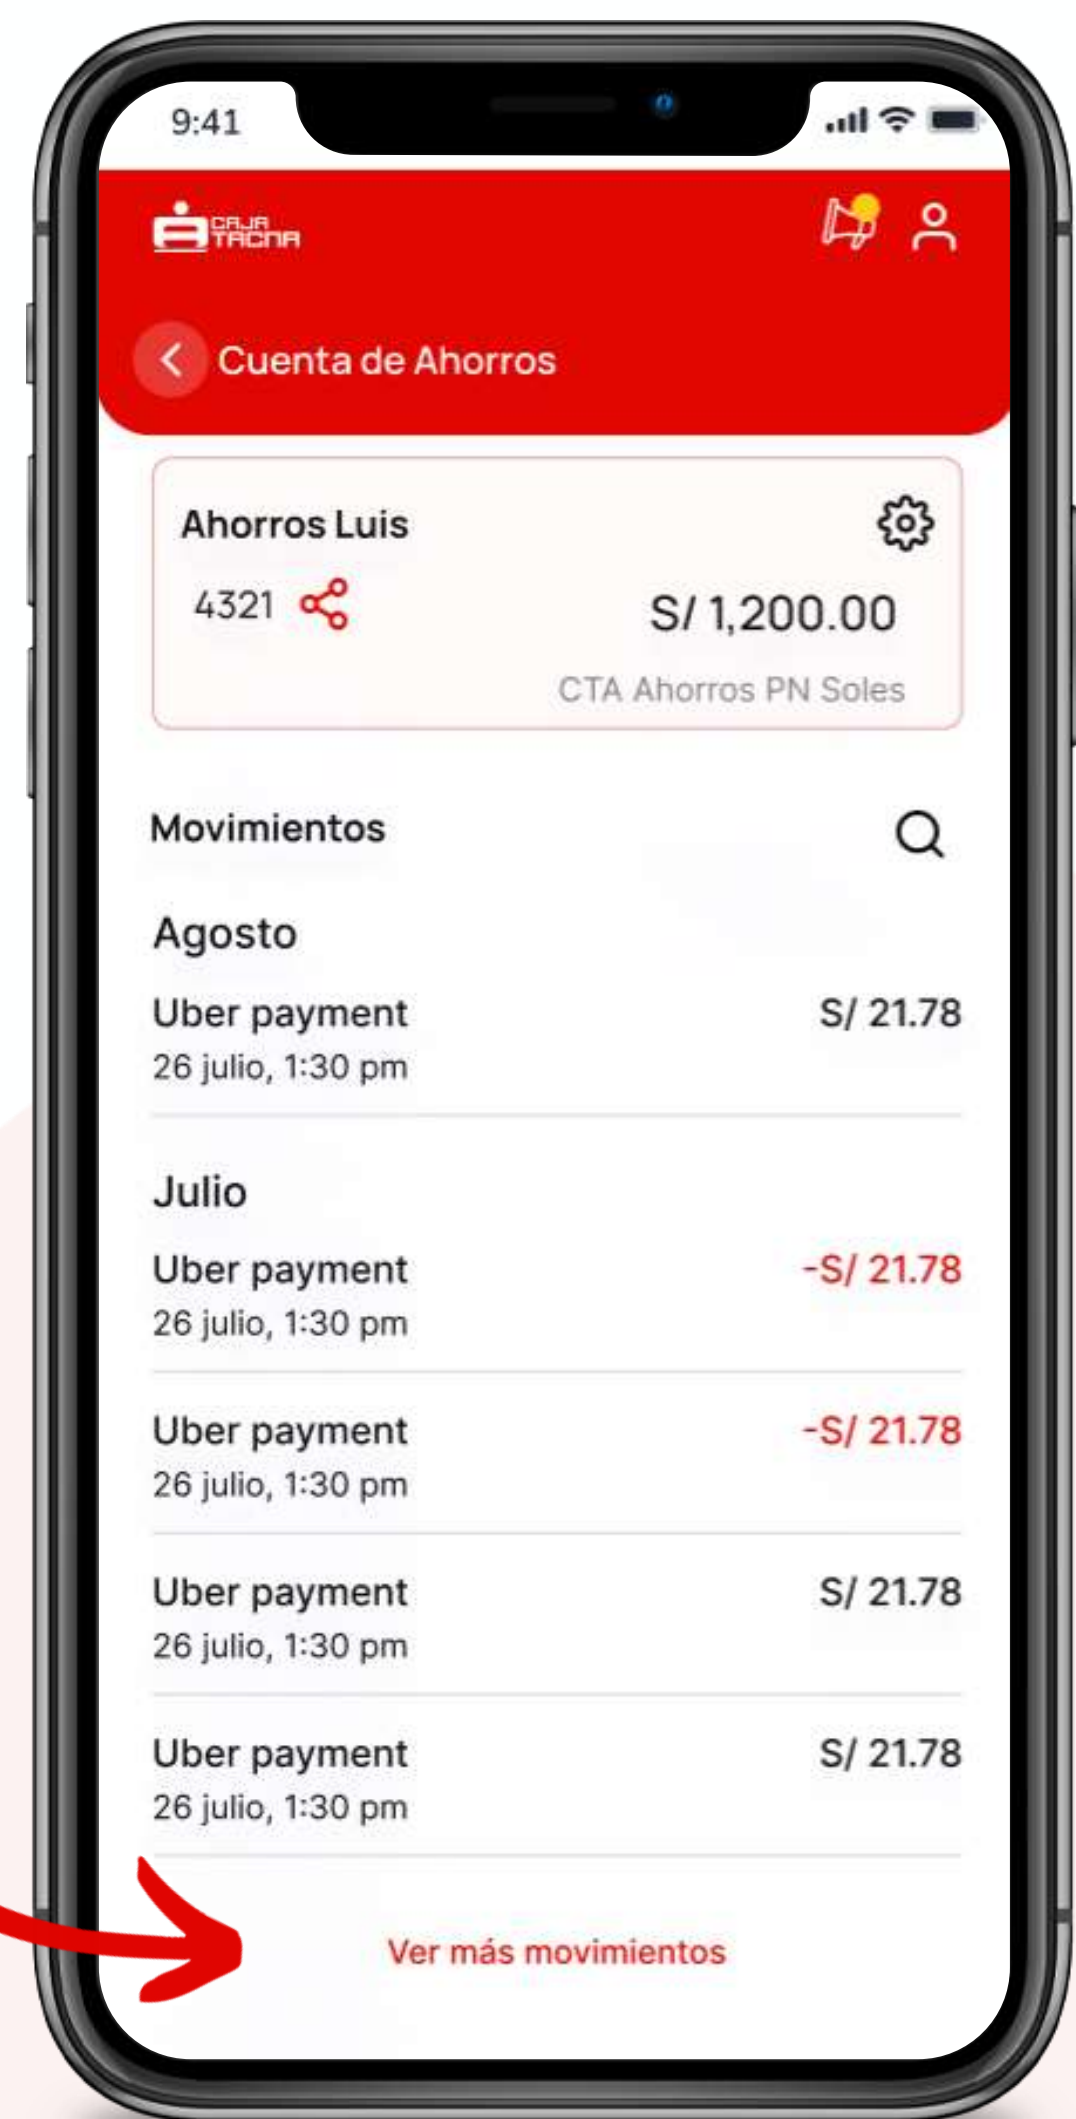 9:41
CAJA
TACNA
Cuenta de Ahorros
Ahorros Luis
4321
S/ 1,200.00
CTA Ahorros PN Soles
Movimientos
Agosto
Uber payment
S/ 21.78
26 julio, 1:30 pm
Julio
Uber payment
-S/ 21.78
26 julio, 1:30 pm
Uber payment
-S/ 21.78
26 julio, 1:30 pm
Uber payment
S/ 21.78
26 julio, 1:30 pm
Uber payment
S/ 21.78
26 julio, 1:30 pm
Ver más movimientos